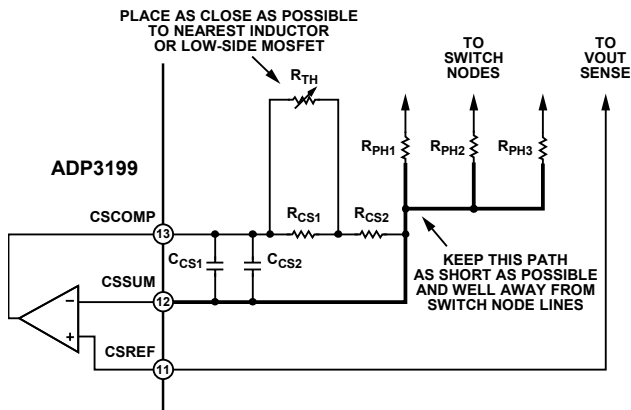 PLACE AS CLOSE AS POSSIBLE
TO NEAREST INDUCTOR
OR LOW-SIDE MOSFET
TO
SWITCH
NODES
TO
VOUT
SENSE
RTH
ADP3199
RPH1
RPH2
RPH3
CSCOMP
13
RCS1
RCS2
CCS1
CCS2
KEEP THIS PATH
AS SHORT AS POSSIBLE
AND WELL AWAY FROM
SWITCH NODE LINES
CSSUM
12
–
+
CSREF
11